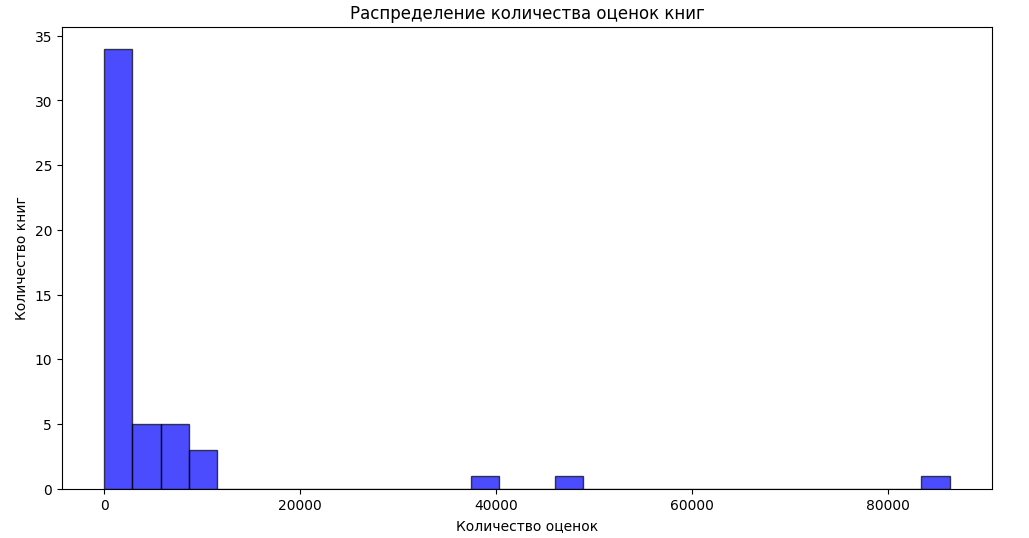 Распределение количества оценок книг
35
30
25
20
15
10
5
0
Количество книг
0 20000 40000 60000 80000
Количество оценок